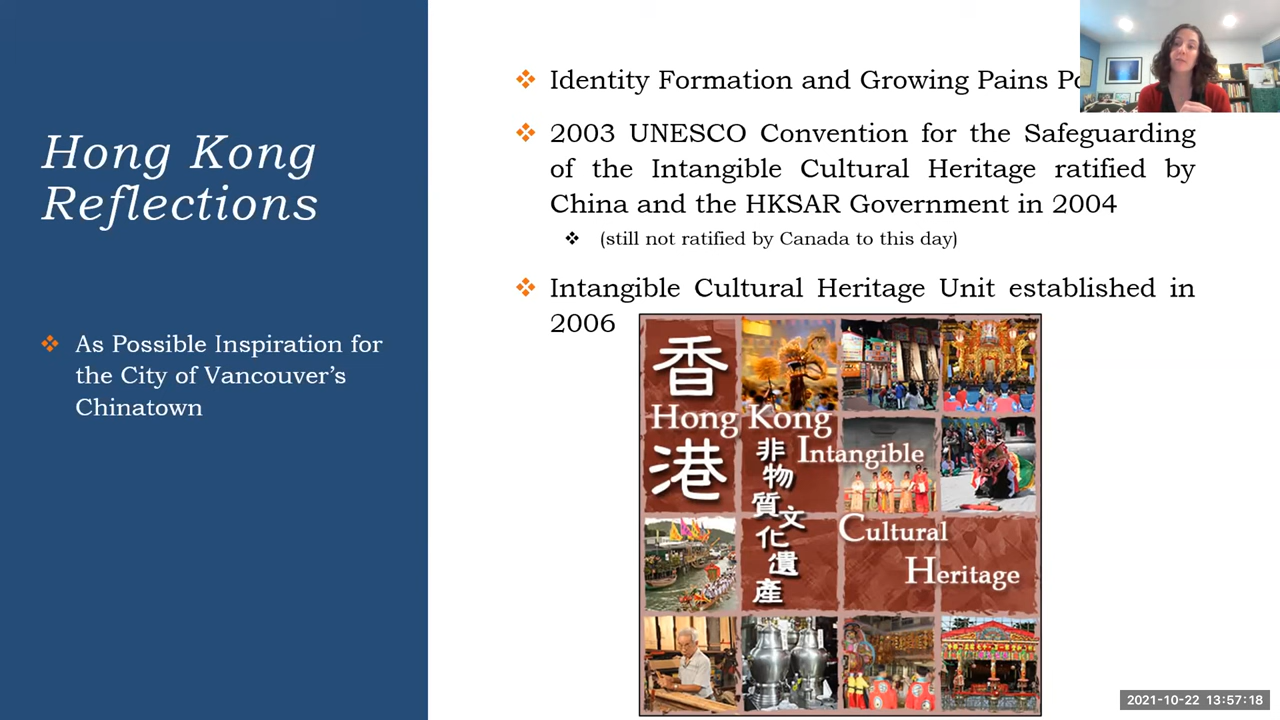 Hong Kong
Reflections
As Possible Inspiration for
the City of Vancouver's
Chinatown
Identity Formation and Growing Pains
2003 UNESCO Convention for the Safeguarding
of the Intangible Cultural Heritage ratified by
China and the HKSAR Government in 2004
(still not ratified by Canada to this day)
Intangible Cultural Heritage Unit established in
2006
香港
Hong Kong
Intangible
Cultural
Heritage
非物質文化遺產
2021-10-22 13:57:18